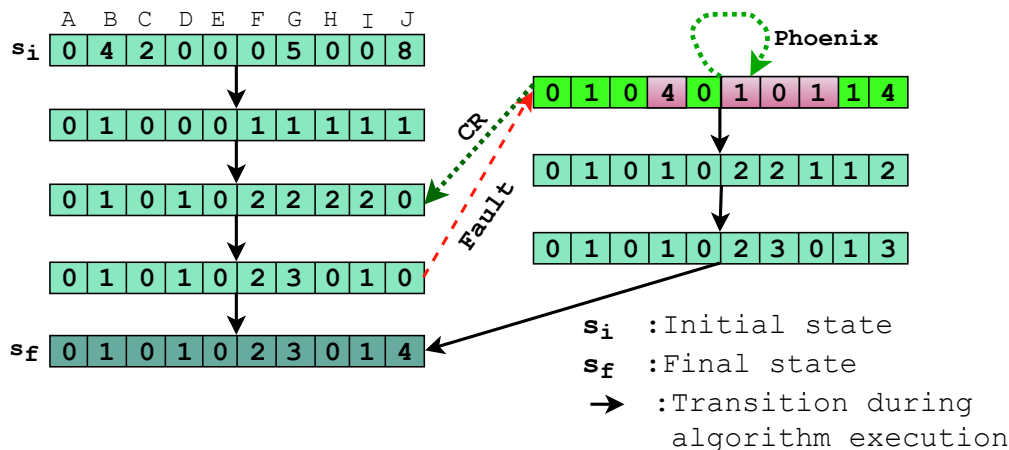 A B C D E F G H I J
si 0 4 2 0 0 0 5 0 0 8
Phoenix
0 1 0 4 0 1 0 1 1 4
0 1 0 0 0 1 1 1 1 1
CR
0 1 0 1 0 2 2 1 1 2
0 1 0 1 0 2 2 2 2 0
Fault
0 1 0 1 0 2 3 0 1 3
0 1 0 1 0 2 3 0 1 0
sf 0 1 0 1 0 2 3 0 1 4
si :Initial state
sf :Final state
:Transition during
algorithm execution